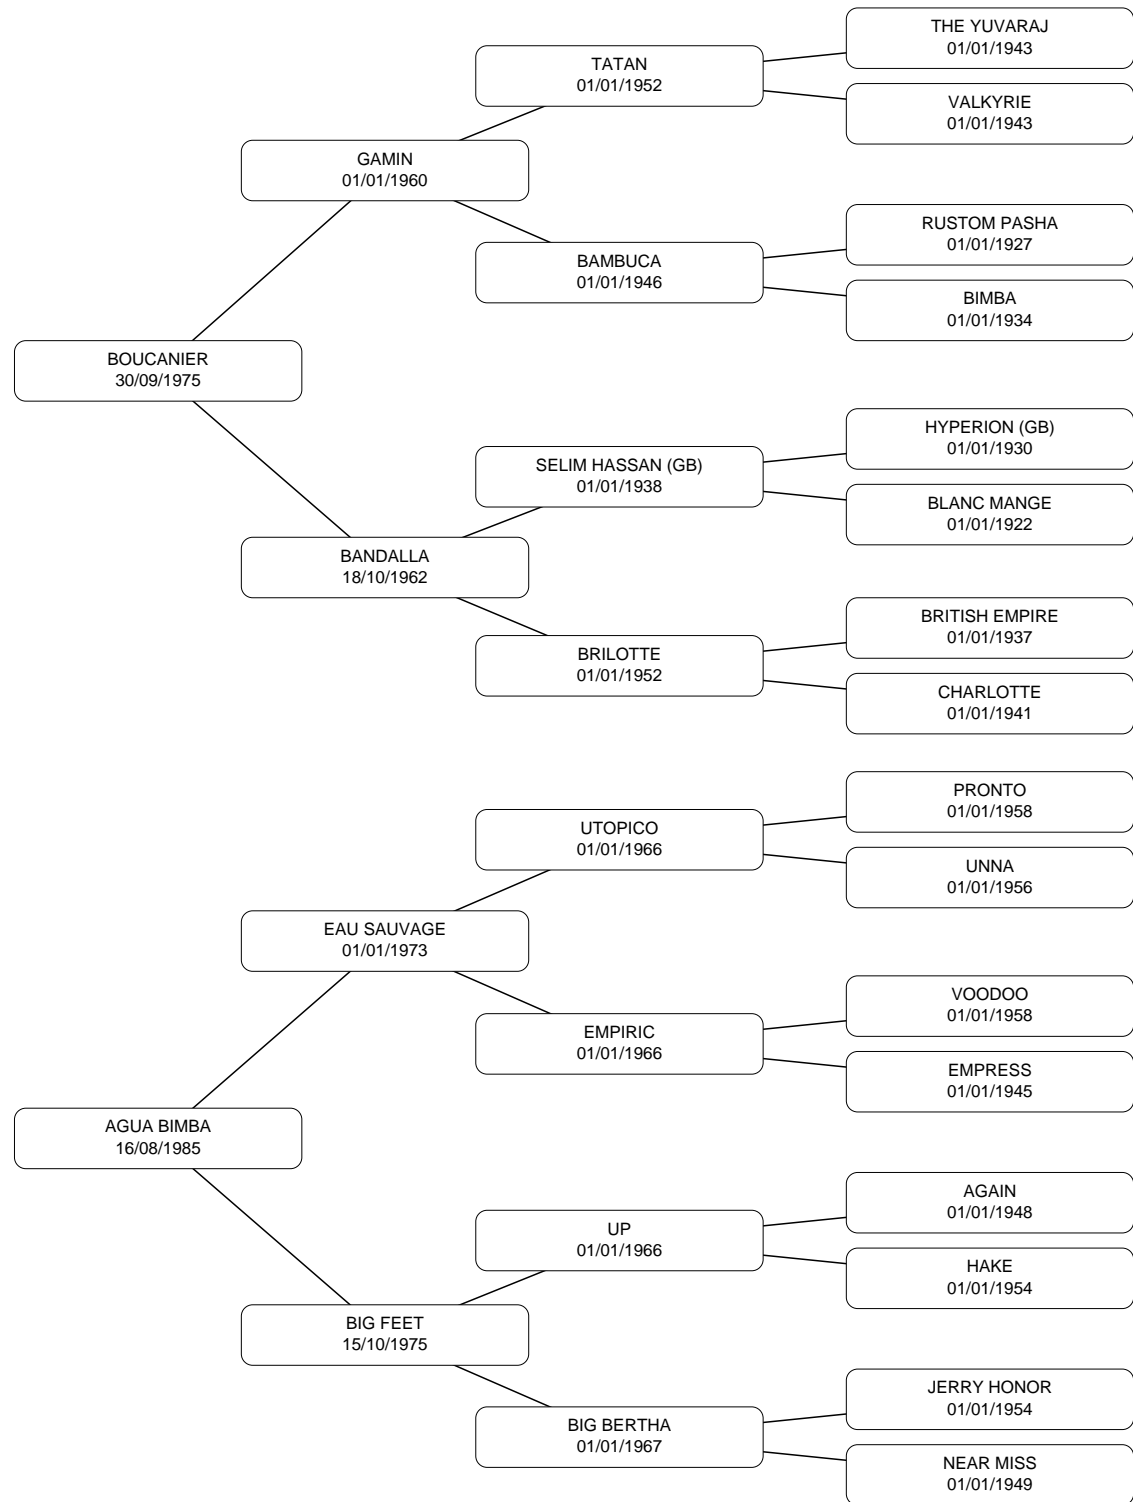 THE YUVARAJ
01/01/1943
TATAN
01/01/1952
VALKYRIE
01/01/1943
GAMIN
01/01/1960
RUSTOM PASHA
01/01/1927
BAMBUCA
01/01/1946
BIMBA
01/01/1934
BOUCANIER
30/09/1975
HYPERION (GB)
01/01/1930
SELIM HASSAN (GB)
01/01/1938
BLANC MANGE
01/01/1922
BANDALLA
18/10/1962
BRITISH EMPIRE
01/01/1937
BRILOTTE
01/01/1952
CHARLOTTE
01/01/1941
PRONTO
01/01/1958
UTOPICO
01/01/1966
UNNA
01/01/1956
EAU SAUVAGE
01/01/1973
VOODOO
01/01/1958
EMPIRIC
01/01/1966
EMPRESS
01/01/1945
AGUA BIMBA
16/08/1985
AGAIN
01/01/1948
UP
01/01/1966
HAKE
01/01/1954
BIG FEET
15/10/1975
JERRY HONOR
01/01/1954
BIG BERTHA
01/01/1967
NEAR MISS
01/01/1949